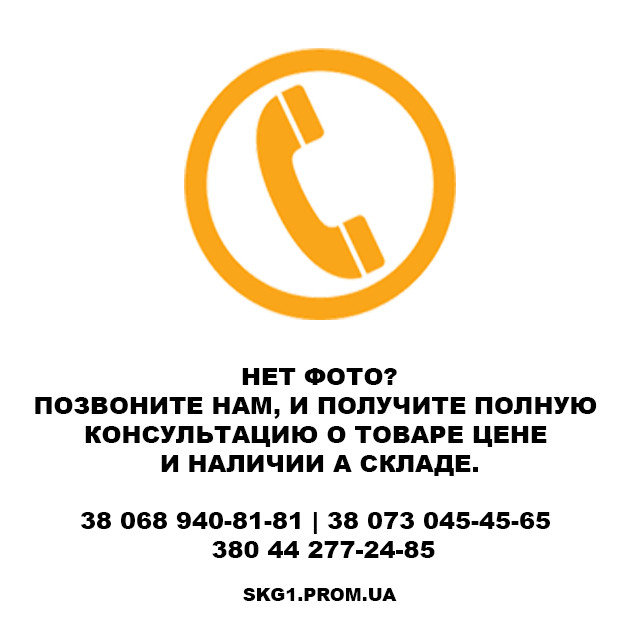 НЕТ ФОТО?
ПОЗВОНИТЕ НАМ, И ПОЛУЧИТЕ ПОЛНУЮ
КОНСУЛЬТАЦИЮ О ТОВАРЕ ЦЕНЕ
И НАЛИЧИИ А СКЛАДЕ.
38 068 940-81-81 | 38 073 045-45-65
380 44 277-24-85
SKG1.PROM.UA